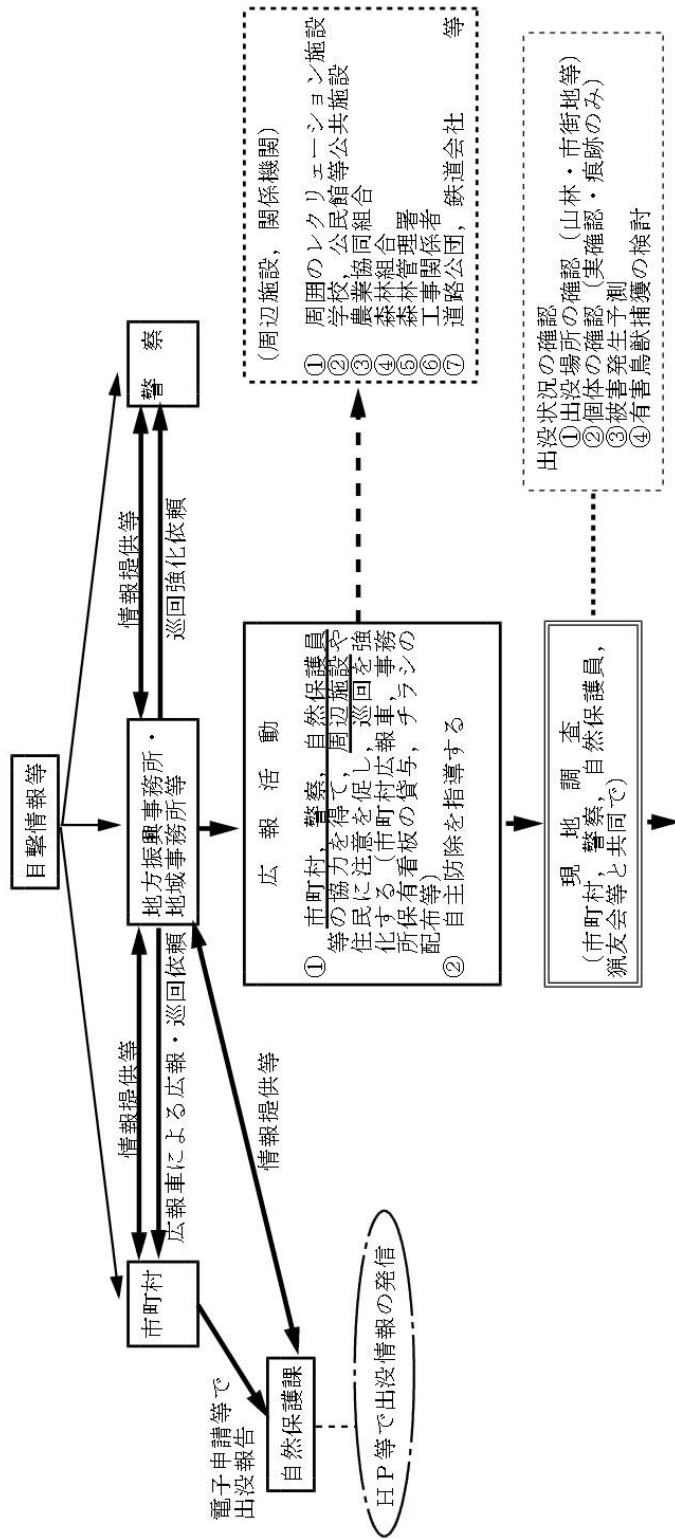 目撃情報等
市町村
地方振興事務所・
地域事務所等
警　察
情報提供等
広報車による広報・巡回依頼
情報提供等
巡回強化依頼
電子申請等で
出没報告
自然保護課
情報提供等
ＨＰ等で出没情報の発信
広　報　活　動
① 市町村，警察，自然保護員
等の協力を得て，周辺施設や
住民に注意を促し，巡回を強
化する（市町村広報車，事務
所保有看板の貸与，チラシの
配布等）
② 自主防除を指導する
（周辺施設，関係機関）
① 周囲のレクリェーション施設
② 学校，公民館等公共施設
③ 農業協同組合
④ 森林組合
⑤ 森林管理署
⑥ 工事関係者
⑦ 道路公団，鉄道会社　等
現　地　調　査
（市町村，警察，自然保護員，
猟友会等と共同で）
出没状況の確認
①出没場所の確認（山林・市街地等）
②個体の確認（実確認・痕跡のみ）
③被害発生予測
④有害鳥獣捕獲の検討